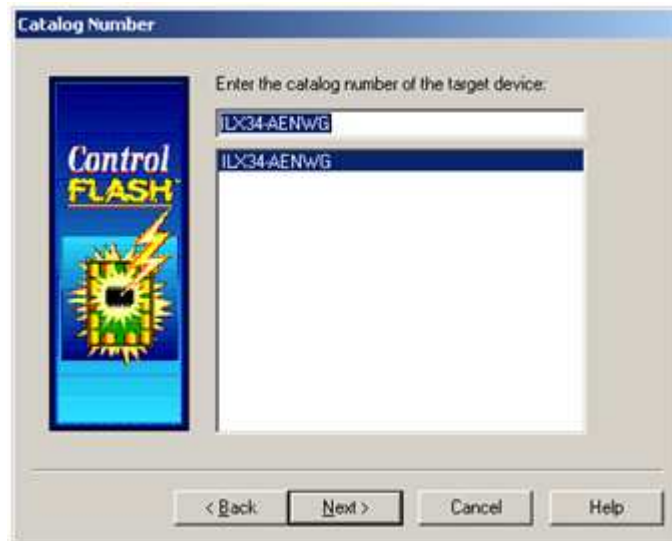 Catalog Number
Enter the catalog number of the target device:
ILX34-AENWG
ILX34-AENWG
Control
FLASH
< Back
Next >
Cancel
Help